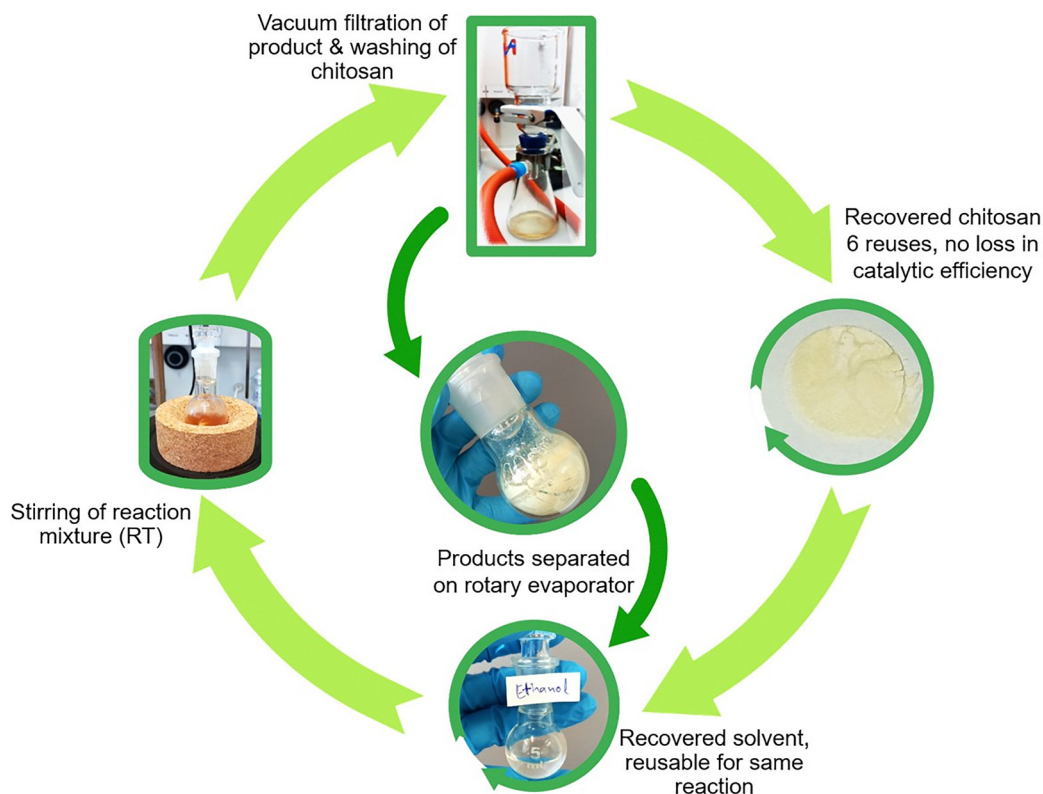 Vacuum filtration of
product & washing of
chitosan
Recovered chitosan
6 reuses, no loss in
catalytic efficiency
Stirring of reaction
mixture (RT)
Products separated
on rotary evaporator
Ethanol
5
ml
Recovered solvent,
reusable for same
reaction